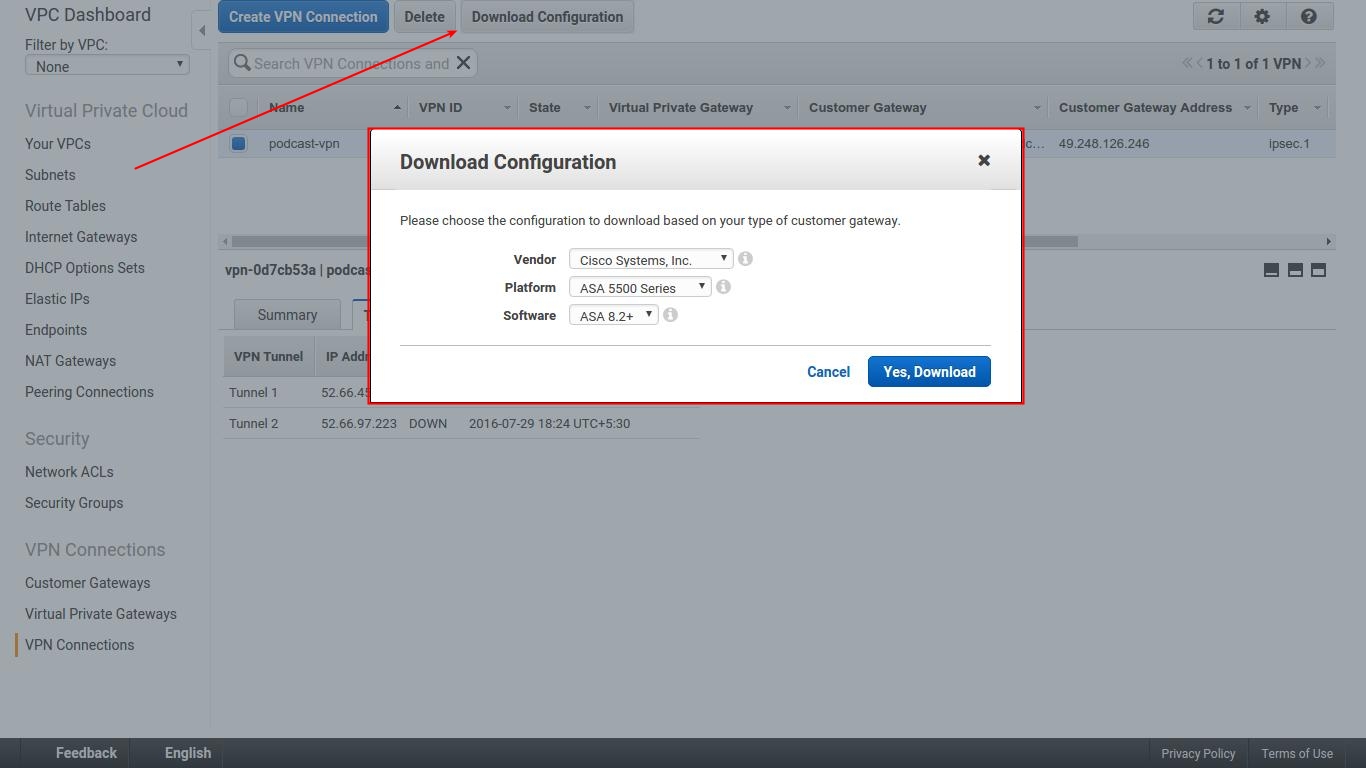 VPC Dashboard
Filter by VPC:
None
Virtual Private Cloud
Your VPCs
Subnets
Route Tables
Internet Gateways
DHCP Options Sets
Elastic IPs
Endpoints
NAT Gateways
Peering Connections
Security
Network ACLs
Security Groups
VPN Connections
Customer Gateways
Virtual Private Gateways
VPN Connections
Create VPN Connection Delete Download Configuration
Search VPN Connections and
1 to 1 of 1 VPN
Name VPN ID State Virtual Private Gateway Customer Gateway Customer Gateway Address Type
podcast-vpn 49.248.126.246 ipsec.1
Download Configuration
Please choose the configuration to download based on your type of customer gateway.
Vendor Cisco Systems, Inc.
Platform ASA 5500 Series
Software ASA 8.2+
Cancel Yes, Download
vpn-0d7cb53a | podcas
Summary
VPN Tunnel IP Addr
Tunnel 1 52.66.45
Tunnel 2 52.66.97.223 DOWN 2016-07-29 18:24 UTC+5:30
Feedback English Privacy Policy Terms of Use